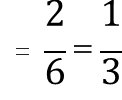 = 2/6 = 1/3